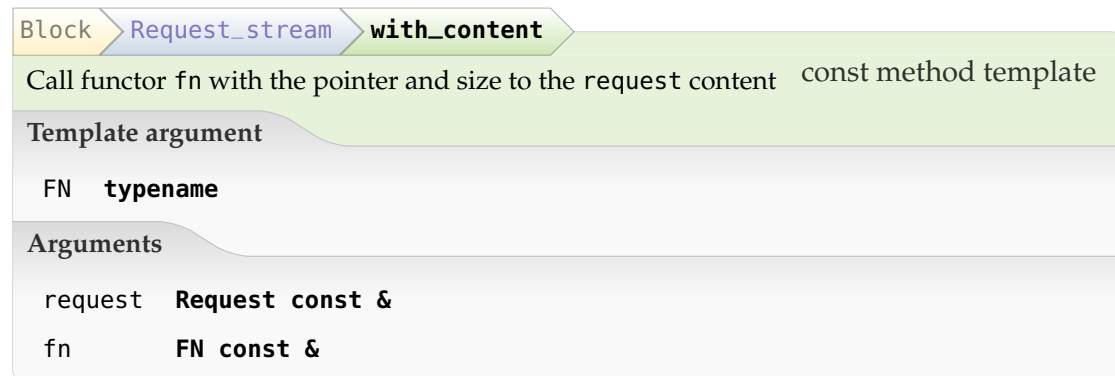 Block Request_stream with_content
Call functor fn with the pointer and size to the request content const method template
Template argument
FN typename
Arguments
request Request const &
fn FN const &